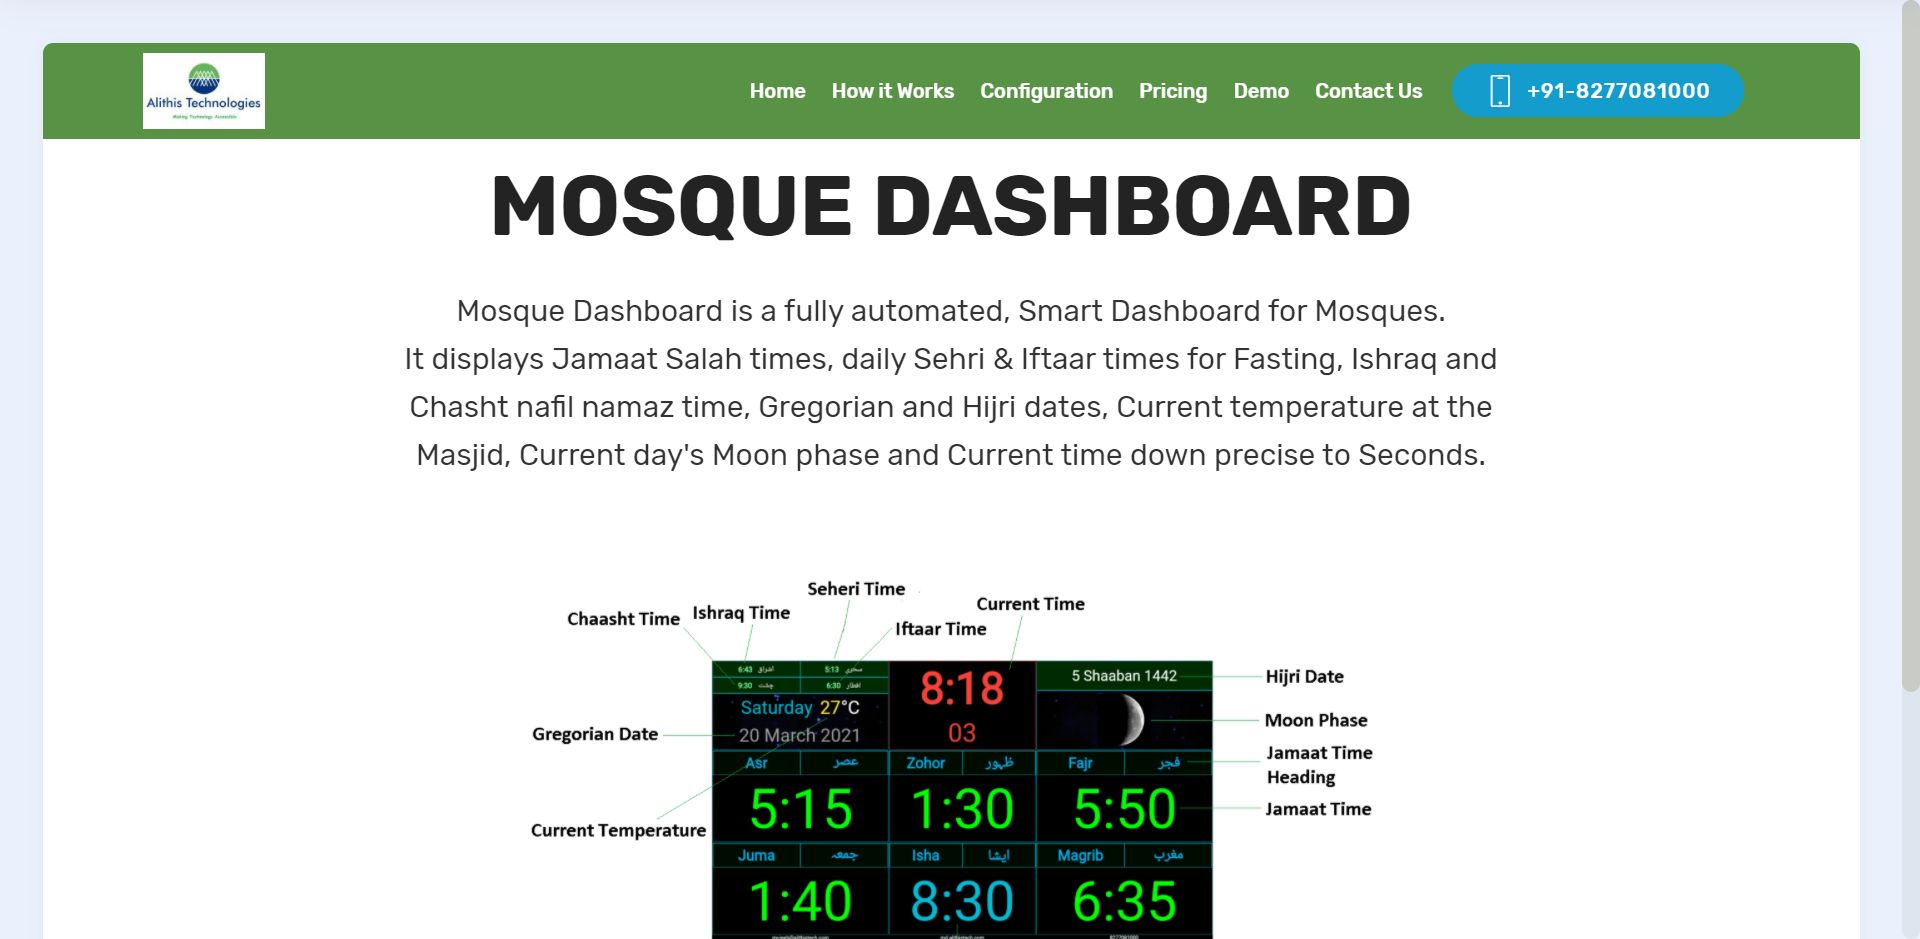 Alithis Technologies
Making Technology Accessible
Home How it Works Configuration Pricing Demo Contact Us +91-8277081000
MOSQUE DASHBOARD
Mosque Dashboard is a fully automated, Smart Dashboard for Mosques.
It displays Jamaat Salah times, daily Sehri & Iftaar times for Fasting, Ishraq and
Chasht nafil namaz time, Gregorian and Hijri dates, Current temperature at the
Masjid, Current day's Moon phase and Current time down precise to Seconds.
Seheri Time
Current Time
Ishraq Time
Chaasht Time
Iftaar Time
6:43 اشراق 5:13 سحری
9:30 چاشت 6:30 افطار
8:18
03
5 Shaaban 1442
Hijri Date
Saturday 27°C
20 March 2021
Gregorian Date
Moon Phase
Jamaat Time
Heading
Asr عصر Zohor ظہور Fajr فجر
5:15 1:30 5:50
Jamaat Time
Current Temperature
Juma جمعہ Isha ایشا Magrib مغرب
1:40 8:30 6:35
8277081000